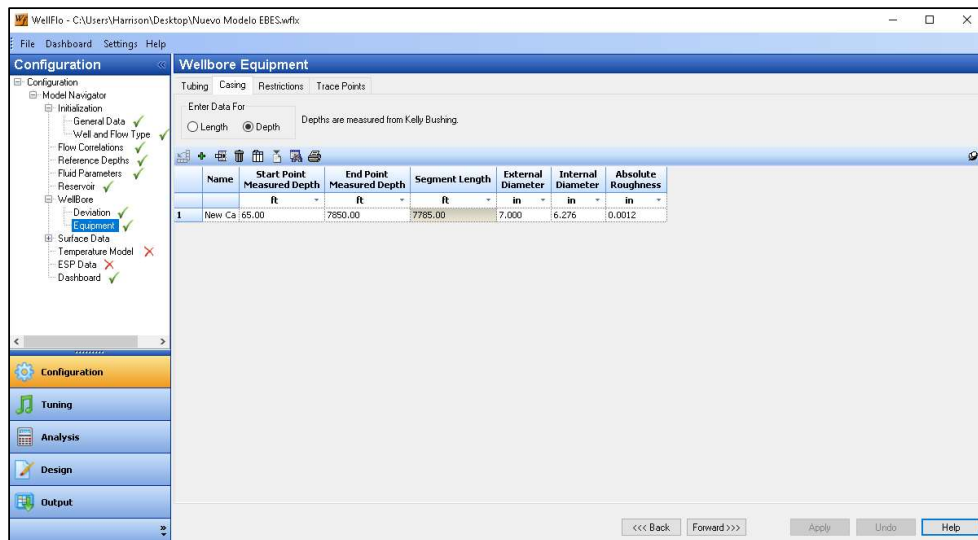 WellFlo - C:\Users\Harrison\Desktop\Nuevo Modelo EBES.wflx
File Dashboard Settings Help
Configuration
Wellbore Equipment
Configuration
Model Navigator
Initialization
General Data
Well and Flow Type
Flow Correlations
Reference Depths
Fluid Parameters
Reservoir
WellBore
Deviation
Equipment
Surface Data
Temperature Model
ESP Data
Dashboard
Tubing Casing Restrictions Trace Points
Enter Data For
Length Depth Depths are measured from Kelly Bushing.
Name Start Point Measured Depth End Point Measured Depth Segment Length External Diameter Internal Diameter Absolute Roughness
ft ft ft in in in
1 New Ca 65.00 7850.00 7785.00 7.000 6.276 0.0012
Configuration
Tuning
Analysis
Design
Output
<<< Back Forward >>> Apply Undo Help